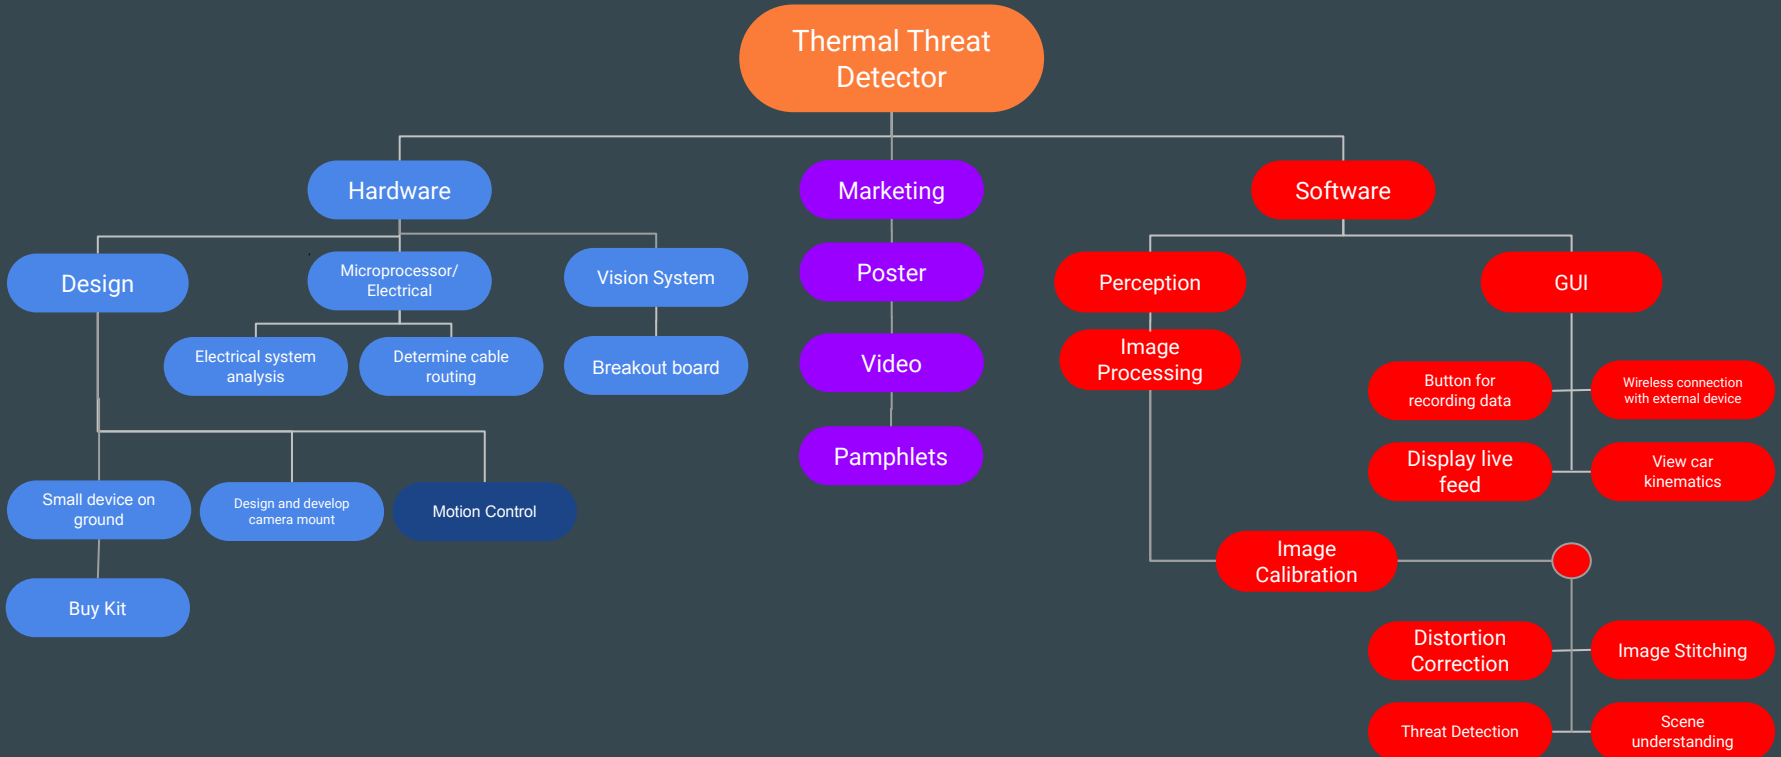 Thermal Threat
Detector
Hardware
Marketing
Software
Design
Microprocessor/
Electrical
Vision System
Poster
Perception
GUI
Electrical system
analysis
Determine cable
routing
Breakout board
Video
Image
Processing
Button for
recording data
Wireless connection
with external device
Pamphlets
Display live
feed
View car
kinematics
Small device on
ground
Design and develop
camera mount
Motion Control
Image
Calibration
Buy Kit
Distortion
Correction
Image Stitching
Threat Detection
Scene
understanding